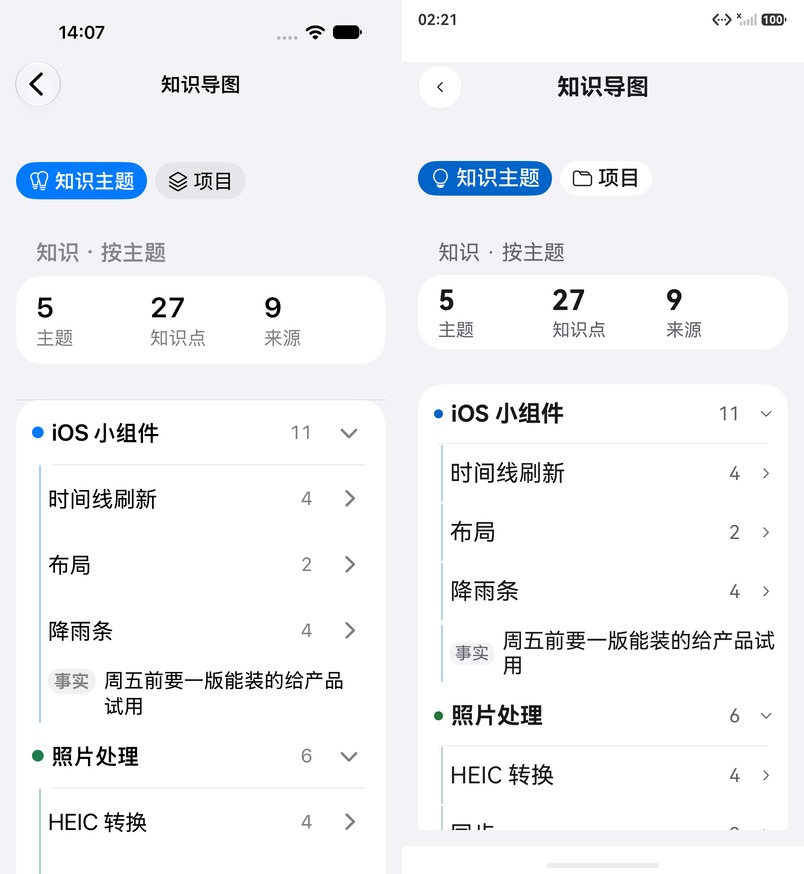 14:07
知识导图
知识主题
项目
知识 · 按主题
5
27
9
主题
知识点
来源
iOS 小组件
11
时间线刷新
4
布局
2
降雨条
4
事实
周五前要一版能装的给产品
试用
照片处理
6
HEIC 转换
4
02:21
100
知识导图
知识主题
项目
知识 · 按主题
5
27
9
主题
知识点
来源
iOS 小组件
11
时间线刷新
4
布局
2
降雨条
4
事实
周五前要一版能装的给产品试
用
照片处理
6
HEIC 转换
4